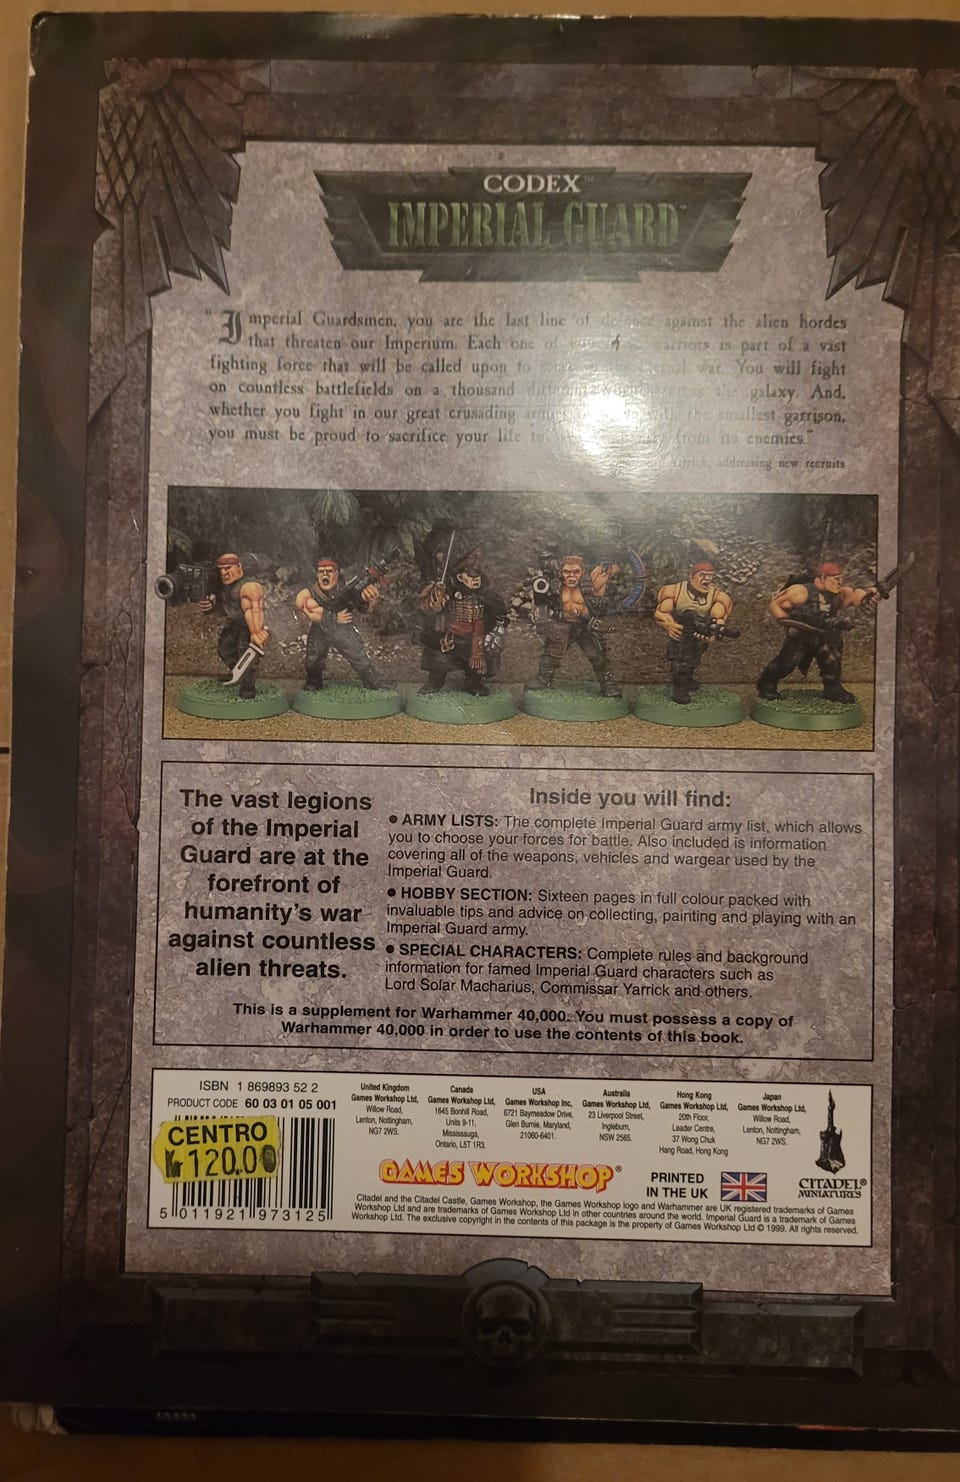 CODEX™
IMPERIAL GUARD™
"Imperial Guardsmen, you are the last line of defence against the alien hordes
that threaten our Imperium. Each one of warriors is part of a vast
fighting force that will be called upon to war. You will fight
on countless battlefields on a thousand the galaxy. And,
whether you fight in our great crusading the smallest garrison,
you must be proud to sacrifice your life to from its enemies."
addressing new recruits
The vast legions
of the Imperial
Guard are at the
forefront of
humanity's war
against countless
alien threats.
Inside you will find:
● ARMY LISTS: The complete Imperial Guard army list, which allows
you to choose your forces for battle. Also included is information
covering all of the weapons, vehicles and wargear used by the
Imperial Guard.
● HOBBY SECTION: Sixteen pages in full colour packed with
invaluable tips and advice on collecting, painting and playing with an
Imperial Guard army.
● SPECIAL CHARACTERS: Complete rules and background
information for famed Imperial Guard characters such as
Lord Solar Macharius, Commissar Yarrick and others.
This is a supplement for Warhammer 40,000. You must possess a copy of
Warhammer 40,000 in order to use the contents of this book.
ISBN 1 869893 52 2
PRODUCT CODE 60 03 01 05 001
CENTRO
kr 120.00
5 011921 973125
United Kingdom
Games Workshop Ltd,
Willow Road,
Lenton, Nottingham,
NG7 2WS.
Canada
Games Workshop Ltd,
1645 Bonhill Road,
Units 9-11,
Mississauga,
Ontario, L5T 1R3.
USA
Games Workshop Inc,
6721 Baymeadow Drive,
Glen Burnie, Maryland,
21060-6401.
Australia
Games Workshop Ltd,
23 Liverpool Street,
Ingleburn,
NSW 2565.
Hong Kong
Games Workshop Ltd,
20th Floor,
Leader Centre,
37 Wong Chuk
Hang Road, Hong Kong
Japan
Games Workshop Ltd,
Willow Road,
Lenton, Nottingham,
NG7 2WS.
GAMES WORKSHOP®
PRINTED
IN THE UK
CITADEL®
MINIATURES
Citadel and the Citadel Castle, Games Workshop, the Games Workshop logo and Warhammer are UK registered trademarks of Games
Workshop Ltd and are trademarks of Games Workshop Ltd in other countries around the world. Imperial Guard is a trademark of Games
Workshop Ltd. The exclusive copyright in the contents of this package is the property of Games Workshop Ltd © 1999. All rights reserved.
40,000